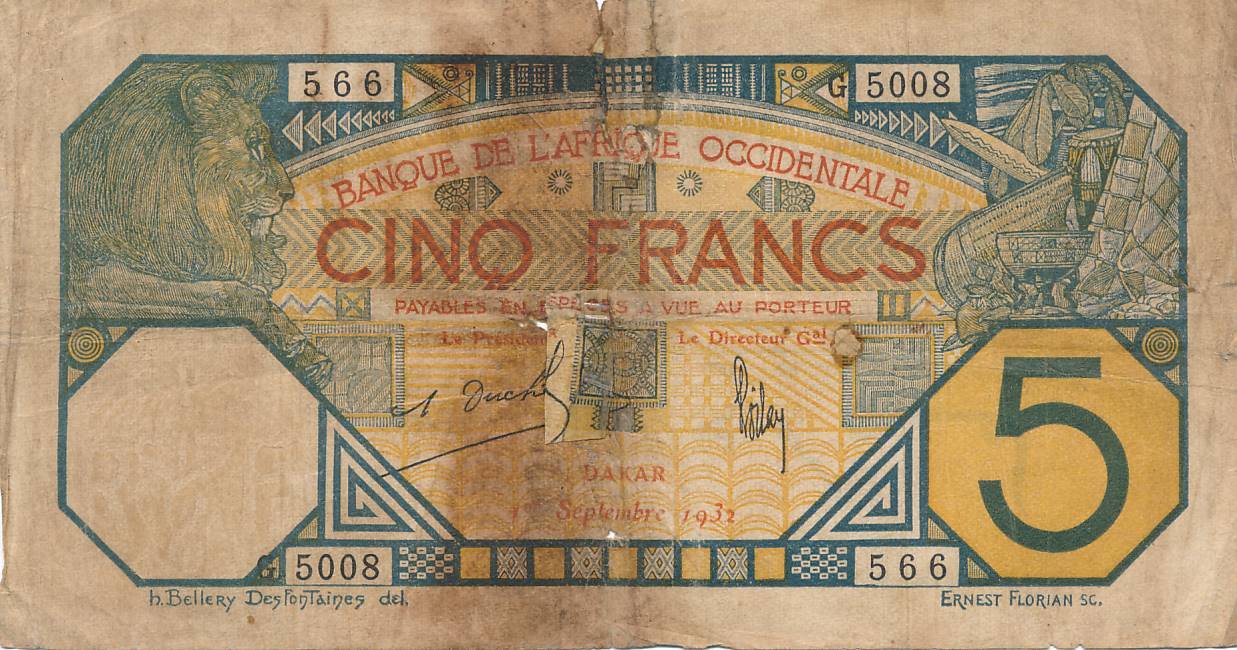 566
G 5008
BANQUE DE L'AFRIQUE OCCIDENTALE
CINQ FRANCS
PAYABLES EN ESPÈCES A VUE AU PORTEUR
Le Président
Le Directeur Gal
DAKAR
1er Septembre 1932
G 5008
566
5
h. Bellery Desfontaines del.
ERNEST FLORIAN SC.